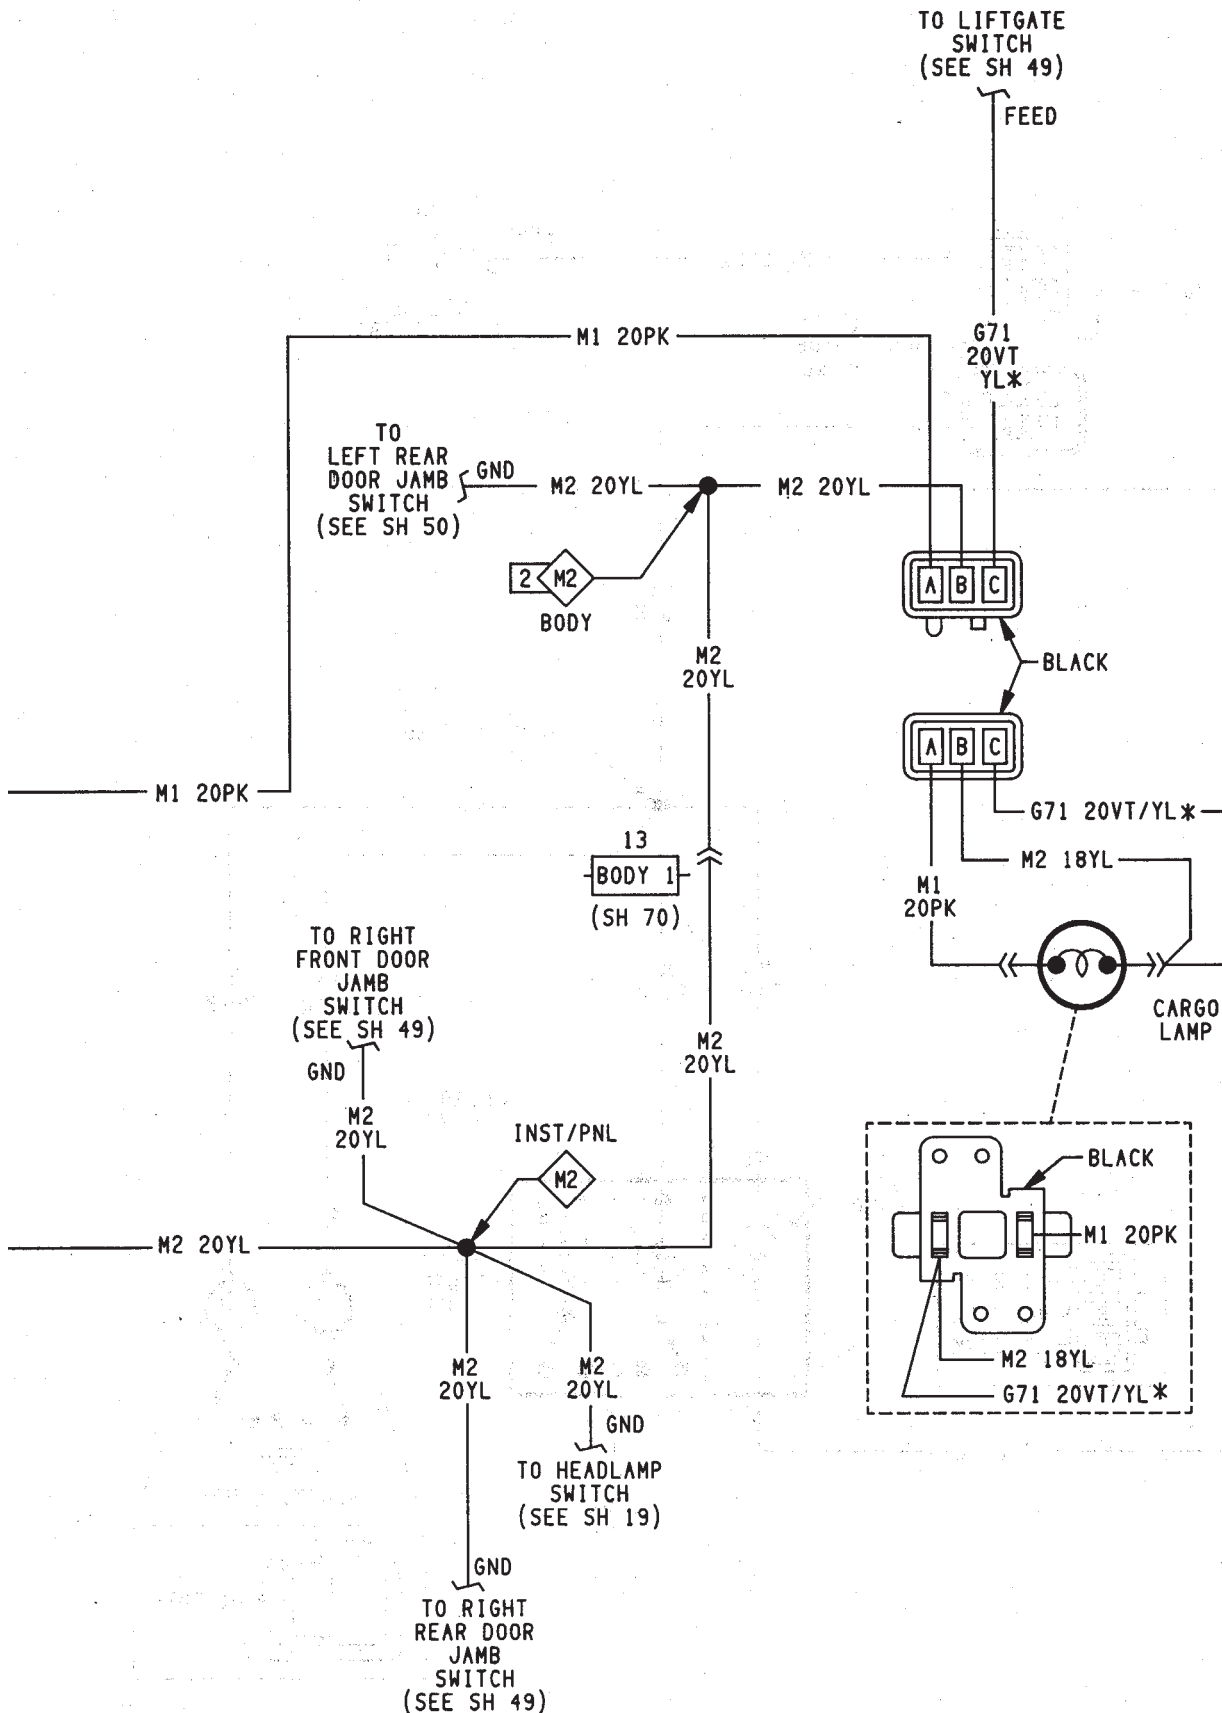 TO LIFTGATE
SWITCH
(SEE SH 49)
FEED
M1 20PK
G71
20VT
YL*
TO
LEFT REAR
DOOR JAMB
SWITCH
(SEE SH 50)
GND
M2 20YL
M2 20YL
2
M2
BODY
A B C
M2
20YL
BLACK
A B C
M1 20PK
G71 20VT/YL*
13
BODY 1
(SH 70)
M2 18YL
M1
20PK
TO RIGHT
FRONT DOOR
JAMB
SWITCH
(SEE SH 49)
CARGO
LAMP
M2
20YL
GND
M2
20YL
INST/PNL
M2
BLACK
M1 20PK
M2 20YL
M2 18YL
G71 20VT/YL*
M2
20YL
M2
20YL
GND
TO HEADLAMP
SWITCH
(SEE SH 19)
GND
TO RIGHT
REAR DOOR
JAMB
SWITCH
(SEE SH 49)